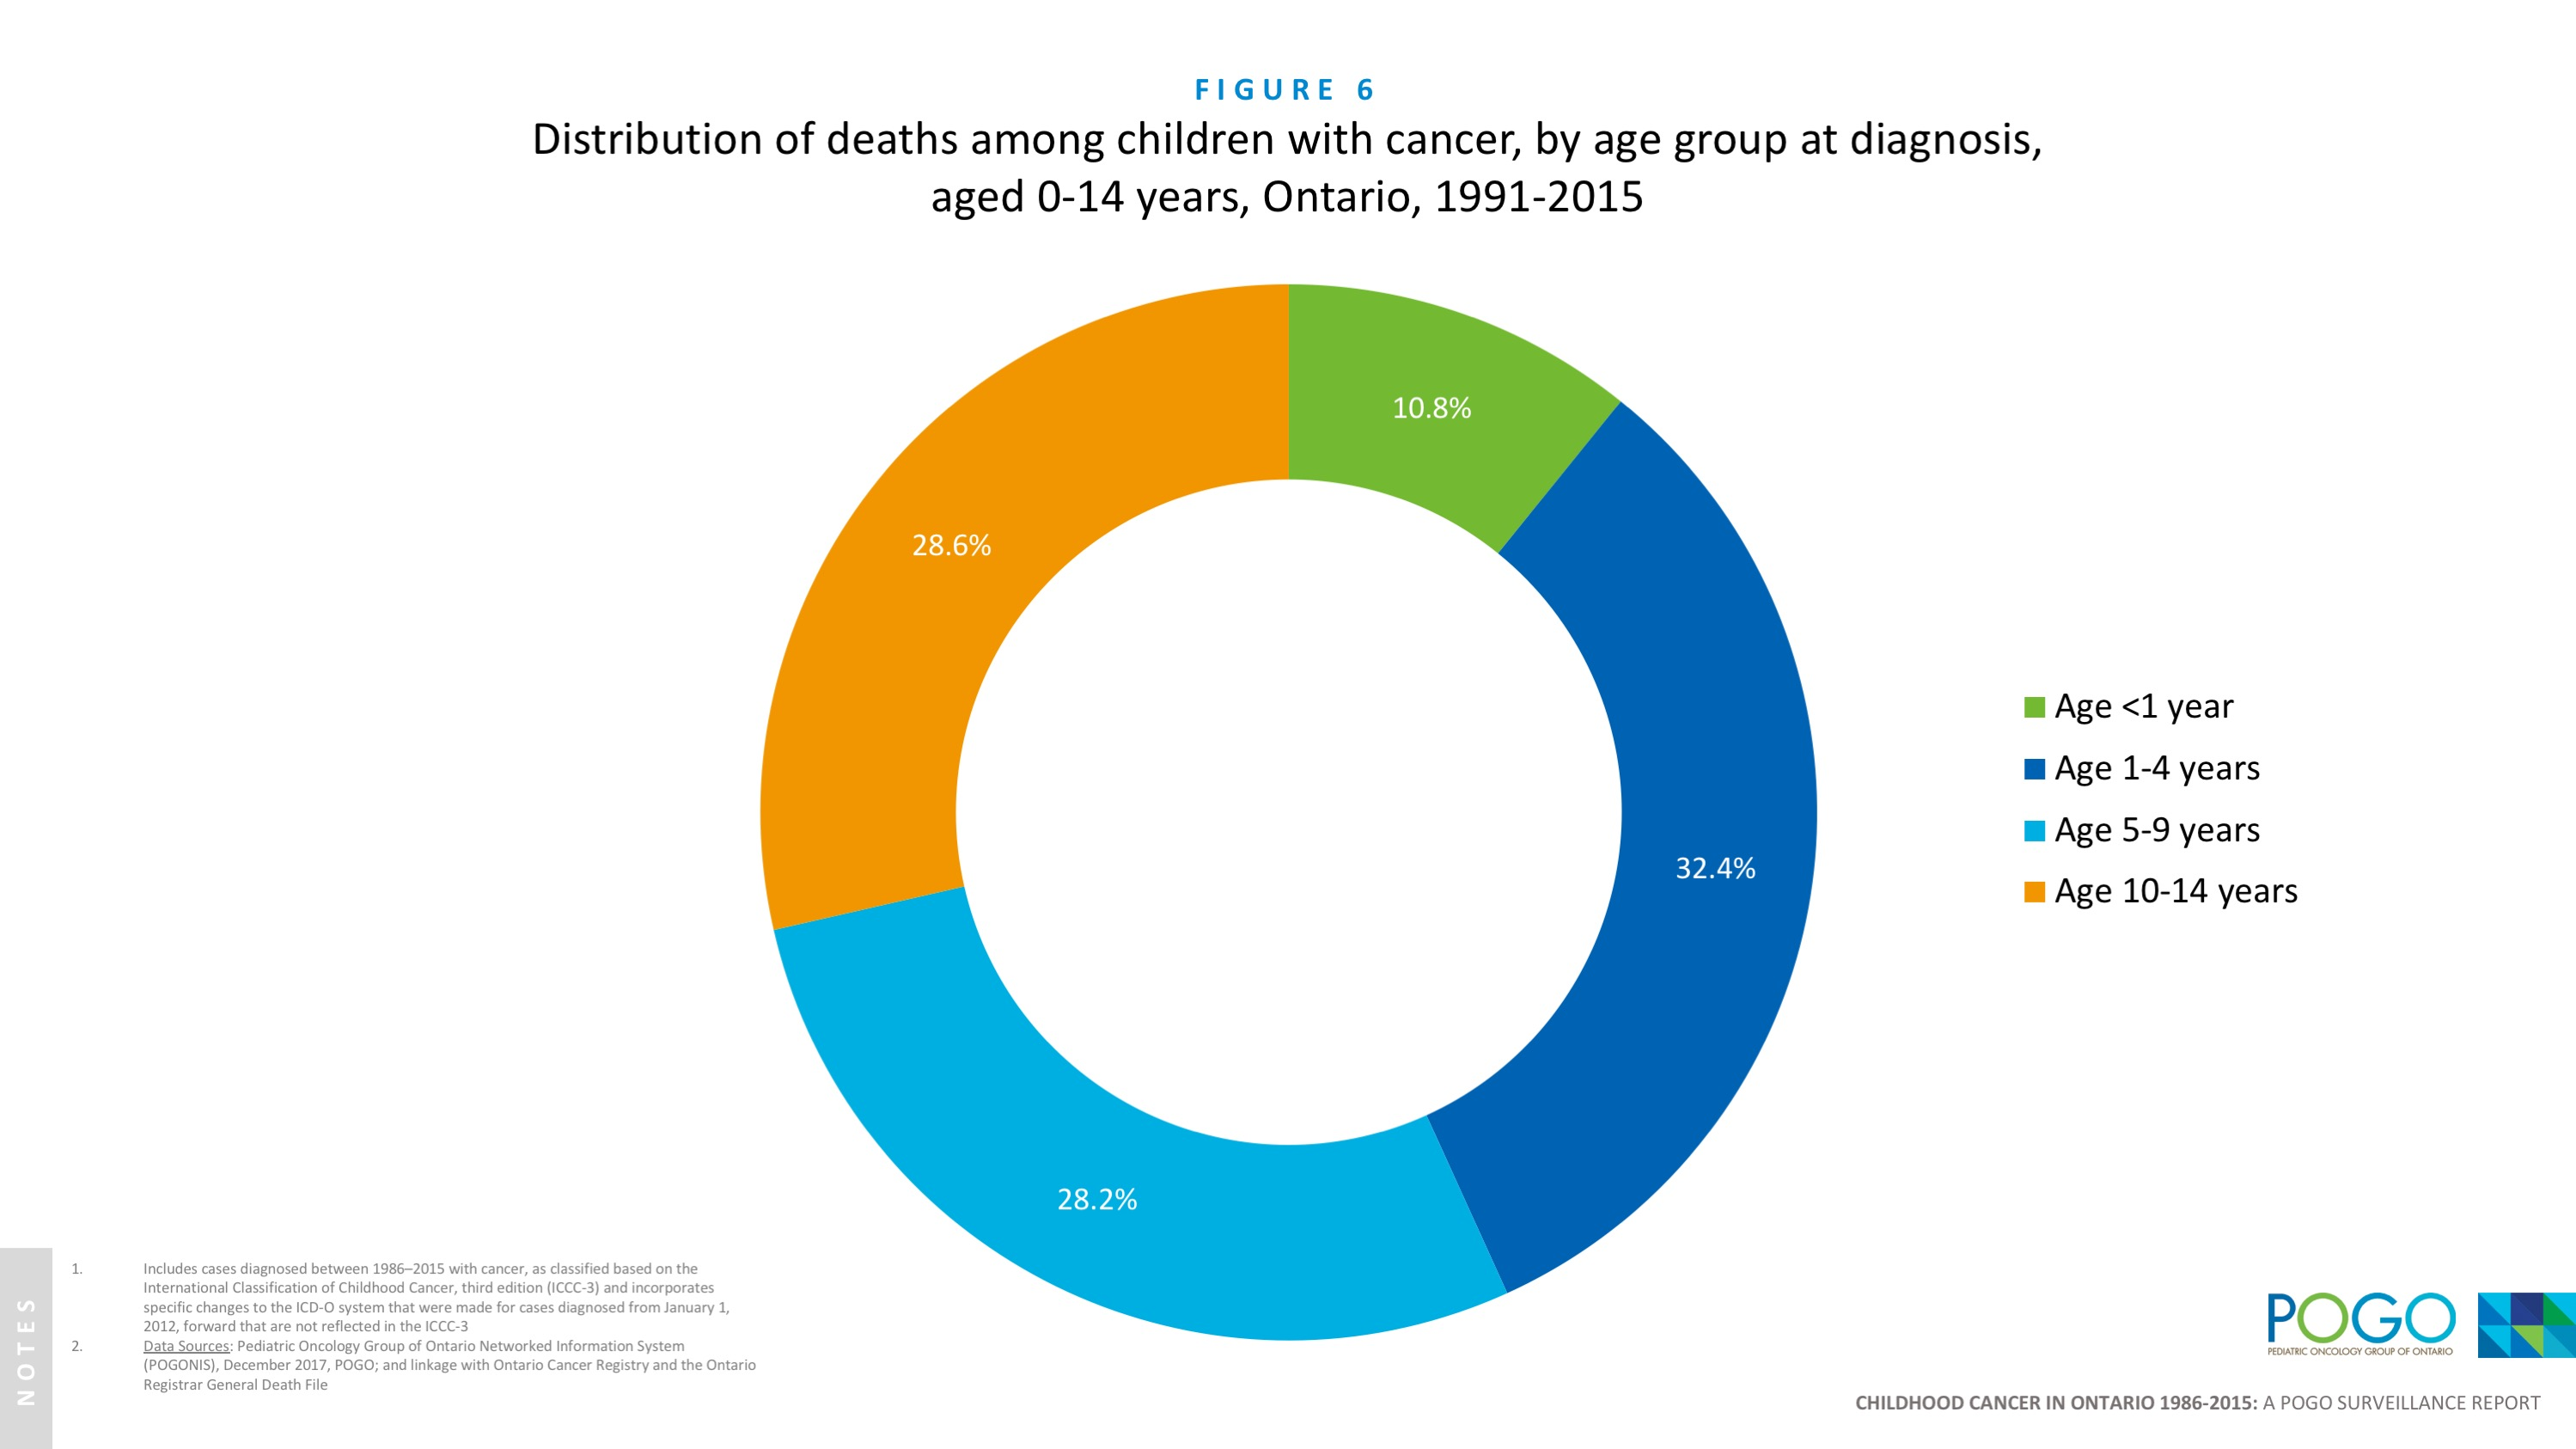 FIGURE 6
Distribution of deaths among children with cancer, by age group at diagnosis,
aged 0-14 years, Ontario, 1991-2015
10.8%
28.6%
32.4%
28.2%
Age <1 year
Age 1-4 years
Age 5-9 years
Age 10-14 years
NOTES
1. Includes cases diagnosed between 1986–2015 with cancer, as classified based on the
International Classification of Childhood Cancer, third edition (ICCC-3) and incorporates
specific changes to the ICD-O system that were made for cases diagnosed from January 1,
2012, forward that are not reflected in the ICCC-3
2. Data Sources: Pediatric Oncology Group of Ontario Networked Information System
(POGONIS), December 2017, POGO; and linkage with Ontario Cancer Registry and the Ontario
Registrar General Death File
POGO
PEDIATRIC ONCOLOGY GROUP OF ONTARIO
CHILDHOOD CANCER IN ONTARIO 1986-2015: A POGO SURVEILLANCE REPORT